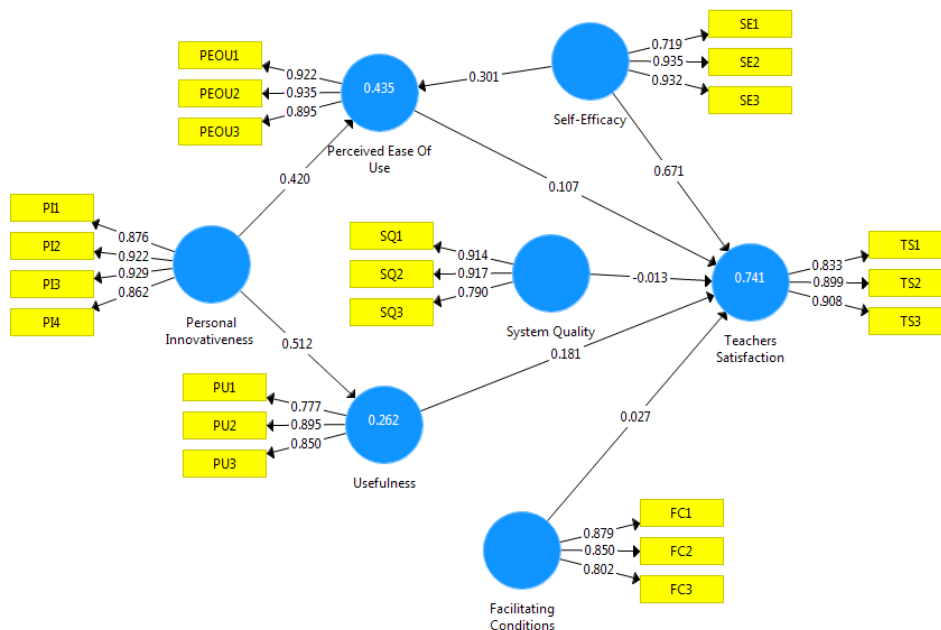 SE1
PEOU1
0.719
0.922
SE2
0.935
PEOU2
0.935
0.435
0.301
0.932
0.895
SE3
PEOU3
Self-Efficacy
Perceived Ease Of
Use
0.420
0.671
0.107
PI1
0.876
SQ1
TS1
PI2
0.922
0.914
0.833
PI3
0.929
SQ2
0.917
-0.013
0.741
0.899
TS2
0.862
0.790
0.908
PI4
SQ3
TS3
Personal
Innovativeness
System Quality
Teachers
Satisfaction
0.512
0.181
PU1
0.777
PU2
0.895
0.262
0.027
0.850
PU3
Usefulness
FC1
0.879
0.850
FC2
0.802
FC3
Facilitating
Conditions